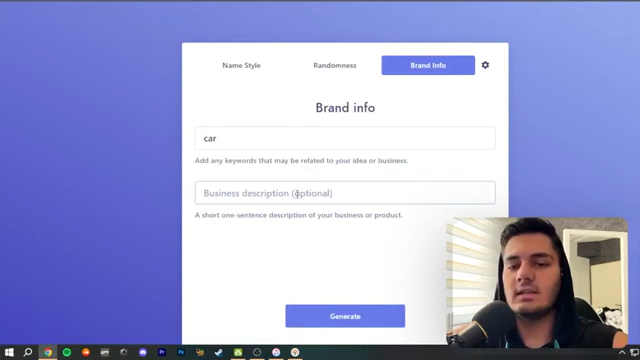 Name Style
Randomness
Brand Info
Brand info
car
Add any keywords that may be related to your idea or business.
Business description (optional)
A short one-sentence description of your business or product.
Generate